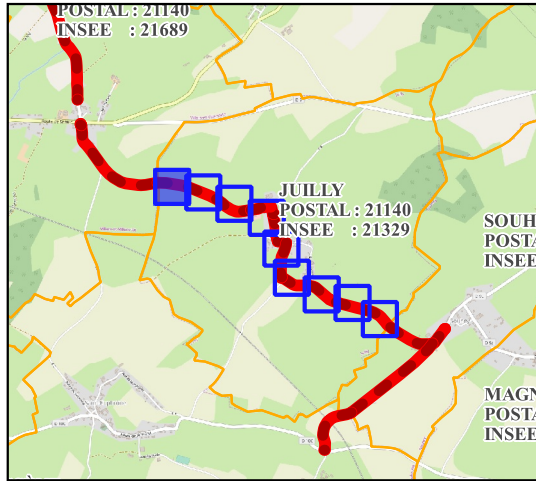 POSTAL : 21140
INSEE : 21689
JUILLY
POSTAL : 21140
INSEE : 21329
SOUH
POSTA
INSEE
MAGN
POSTA
INSEE